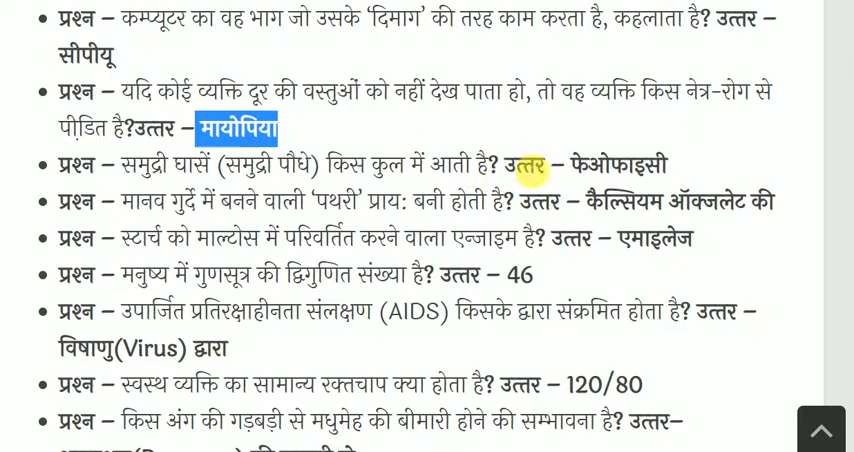 प्रश्न – कम्प्यूटर का वह भाग जो उसके ‘दिमाग’ की तरह काम करता है, कहलाता है? उत्तर –
सीपीयू
प्रश्न – यदि कोई व्यक्ति दूर की वस्तुओं को नहीं देख पाता हो, तो वह व्यक्ति किस नेत्र-रोग से
पीडि़त है?उत्तर – मायोपिया
प्रश्न – समुद्री घासें (समुद्री पौधे) किस कुल में आती है? उत्तर – फेओफाइसी
प्रश्न – मानव गुर्दे में बनने वाली ‘पथरी’ प्राय: बनी होती है? उत्तर – कैल्सियम ऑक्जलेट की
प्रश्न – स्टार्च को माल्टोस में परिवर्तित करने वाला एन्जाइम है? उत्तर – एमाइलेज
प्रश्न – मनुष्य में गुणसूत्र की द्विगुणित संख्या है? उत्तर – 46
प्रश्न – उपार्जित प्रतिरक्षाहीनता संलक्षण (AIDS) किसके द्वारा संक्रमित होता है? उत्तर –
विषाणु(Virus) द्वारा
प्रश्न – स्वस्थ व्यक्ति का सामान्य रक्तचाप क्या होता है? उत्तर – 120/80
प्रश्न – किस अंग की गड़बड़ी से मधुमेह की बीमारी होने की सम्भावना है? उत्तर–